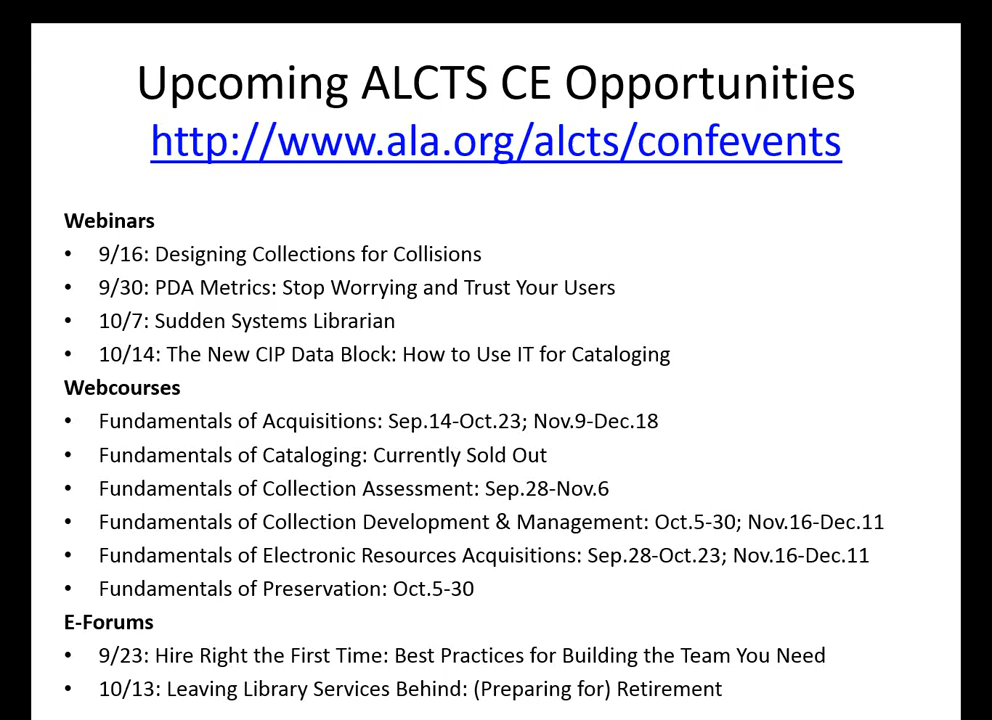 Upcoming ALCTS CE Opportunities
http://www.ala.org/alcts/confevents
Webinars
• 9/16: Designing Collections for Collisions
• 9/30: PDA Metrics: Stop Worrying and Trust Your Users
• 10/7: Sudden Systems Librarian
• 10/14: The New CIP Data Block: How to Use IT for Cataloging
Webcourses
• Fundamentals of Acquisitions: Sep.14-Oct.23; Nov.9-Dec.18
• Fundamentals of Cataloging: Currently Sold Out
• Fundamentals of Collection Assessment: Sep.28-Nov.6
• Fundamentals of Collection Development & Management: Oct.5-30; Nov.16-Dec.11
• Fundamentals of Electronic Resources Acquisitions: Sep.28-Oct.23; Nov.16-Dec.11
• Fundamentals of Preservation: Oct.5-30
E-Forums
• 9/23: Hire Right the First Time: Best Practices for Building the Team You Need
• 10/13: Leaving Library Services Behind: (Preparing for) Retirement